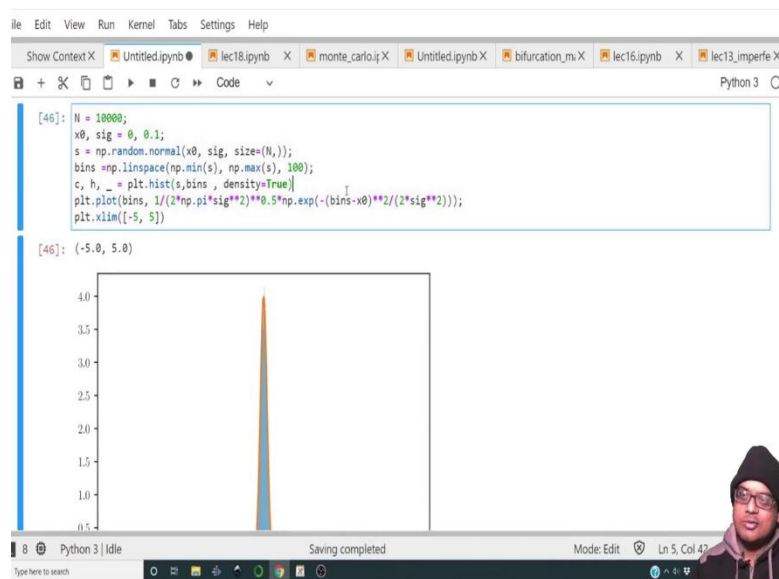 ile Edit View Run Kernel Tabs Settings Help
Show Context X Untitled.ipynb lec18.ipynb X monte_carlo.ip X Untitled.ipynb X bifurcation_ma X lec16.ipynb X lec13_imperfe X
Code Python 3
[46]: N = 10000;
x0, sig = 0, 0.1;
s = np.random.normal(x0, sig, size=(N,));
bins =np.linspace(np.min(s), np.max(s), 100);
c, h, _ = plt.hist(s,bins , density=True)
plt.plot(bins, 1/(2*np.pi*sig**2)**0.5*np.exp(-(bins-x0)**2/(2*sig**2)));
plt.xlim([-5, 5])
[46]: (-5.0, 5.0)
4.0
3.5
3.0
2.5
2.0
1.5
1.0
0.5
8 Python 3 | Idle Saving completed Mode: Edit Ln 5, Col 42
Type here to search